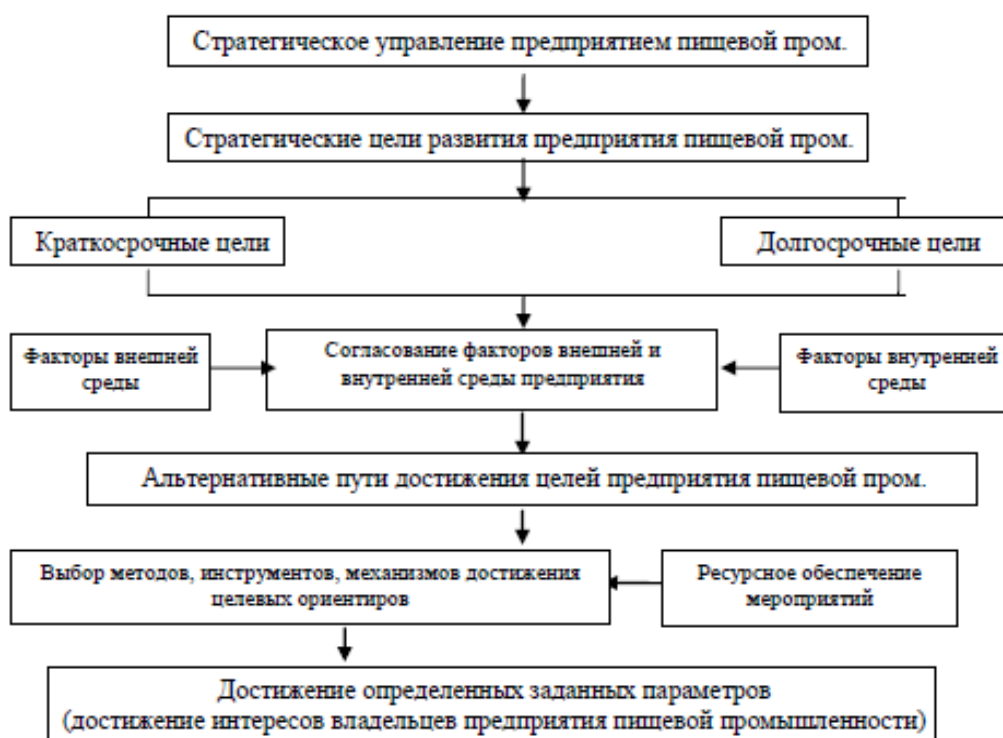 Стратегическое управление предприятием пищевой пром.
Стратегические цели развития предприятия пищевой пром.
Краткосрочные цели
Долгосрочные цели
Факторы внешней
среды
Согласование факторов внешней и
внутренней среды предприятия
Факторы внутренней
среды
Альтернативные пути достижения целей предприятия пищевой пром.
Выбор методов, инструментов, механизмов достижения
целевых ориентиров
Ресурсное обеспечение
мероприятий
Достижение определенных заданных параметров
(достижение интересов владельцев предприятия пищевой промышленности)